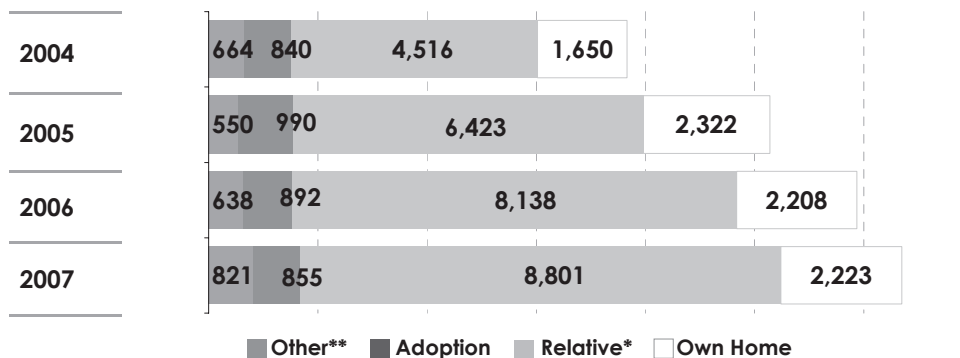 2004 664 840 4,516 1,650
2005 550 990 6,423 2,322
2006 638 892 8,138 2,208
2007 821 855 8,801 2,223
Other** Adoption Relative* Own Home